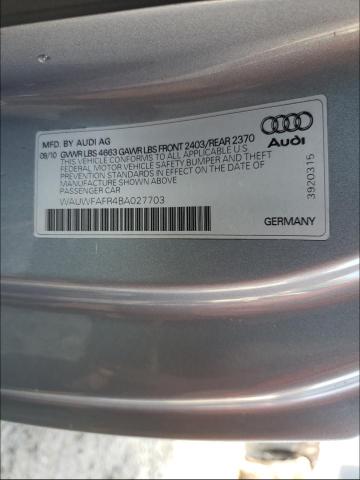 MFD. BY AUDI AG
09/10 GVWR LBS 4663 GAWR LBS FRONT 2403/REAR 2370
THIS VEHICLE CONFORMS TO ALL APPLICABLE U.S.
FEDERAL MOTOR VEHICLE SAFETY BUMPER AND THEFT
PREVENTION STANDARDS IN EFFECT ON THE DATE OF
MANUFACTURE SHOWN ABOVE
PASSENGER CAR
WAUWFAFR4BA027703
Audi
GERMANY
3920315